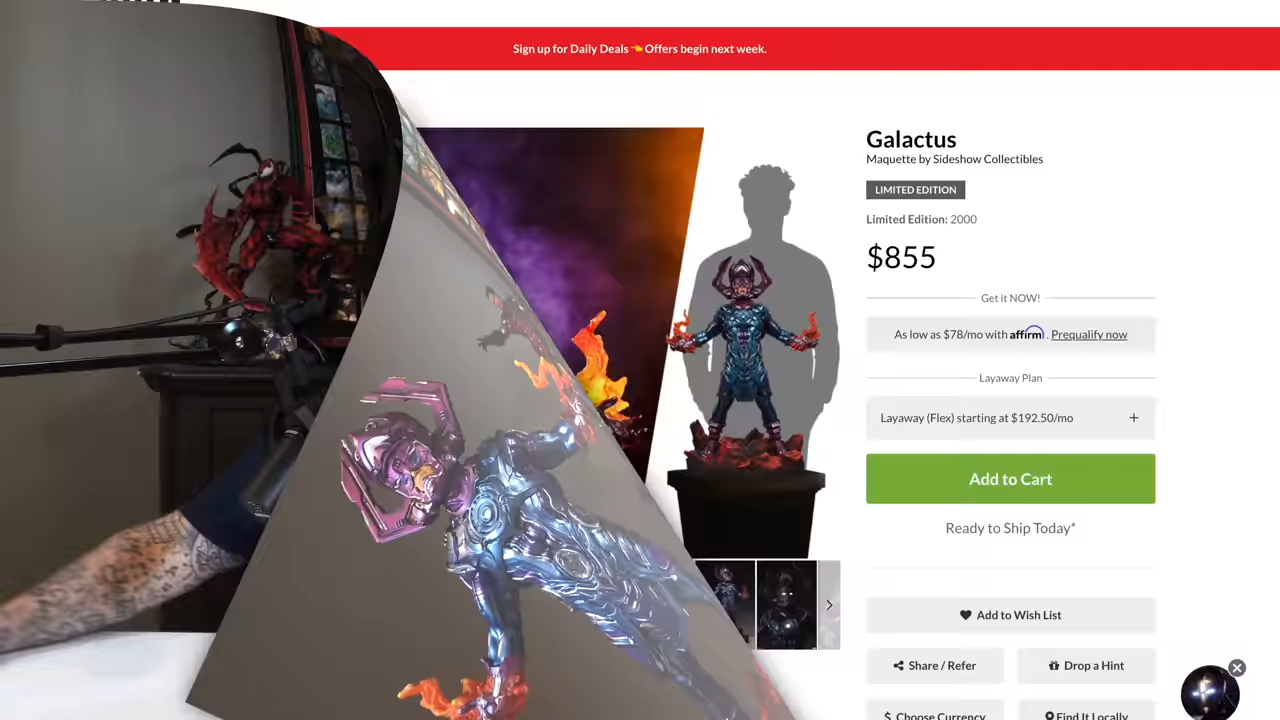 Sign up for Daily Deals 👈 Offers begin next week.
Galactus
Maquette by Sideshow Collectibles
LIMITED EDITION
Limited Edition: 2000
$855
Get it NOW!
As low as $78/mo with affirm. Prequalify now
Layaway Plan
Layaway (Flex) starting at $192.50/mo +
Add to Cart
Ready to Ship Today*
Add to Wish List
Share / Refer
Drop a Hint
$ Choose Currency
Find It Locally